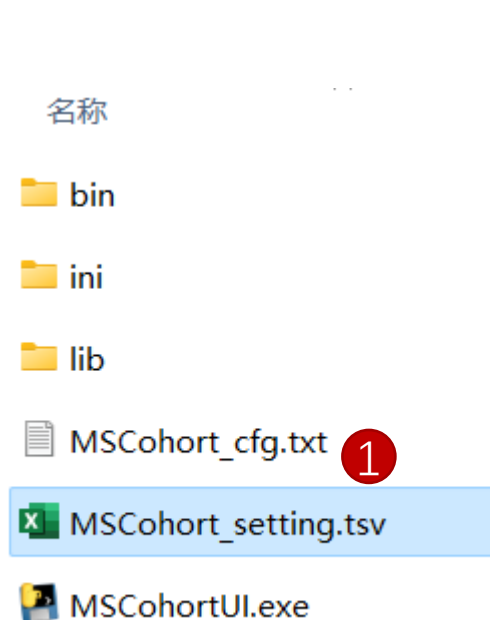 名称
bin
ini
lib
MSCohort_cfg.txt
1
MSCohort_setting.tsv
MSCohortUI.exe